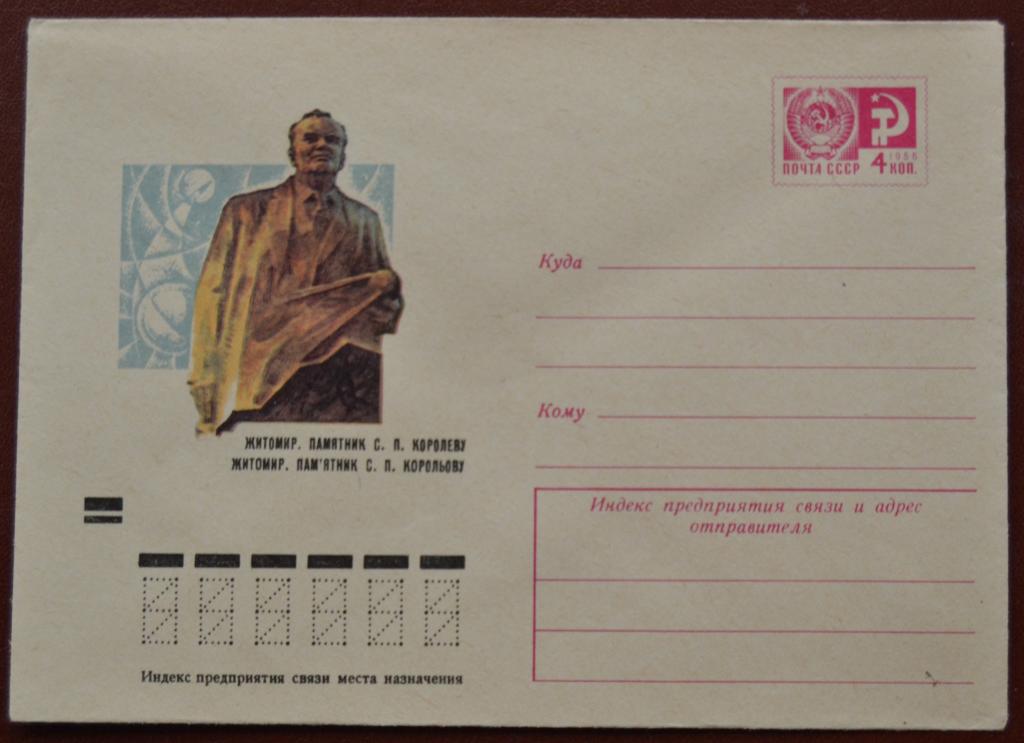 ПОЧТА СССР
1966
4 КОП.
ЖИТОМИР. ПАМЯТНИК С. П. КОРОЛЕВУ
ЖИТОМИР. ПАМ'ЯТНИК С. П. КОРОЛЬОВУ
Куда
Кому
Индекс предприятия связи и адрес
отправителя
Индекс предприятия связи места назначения